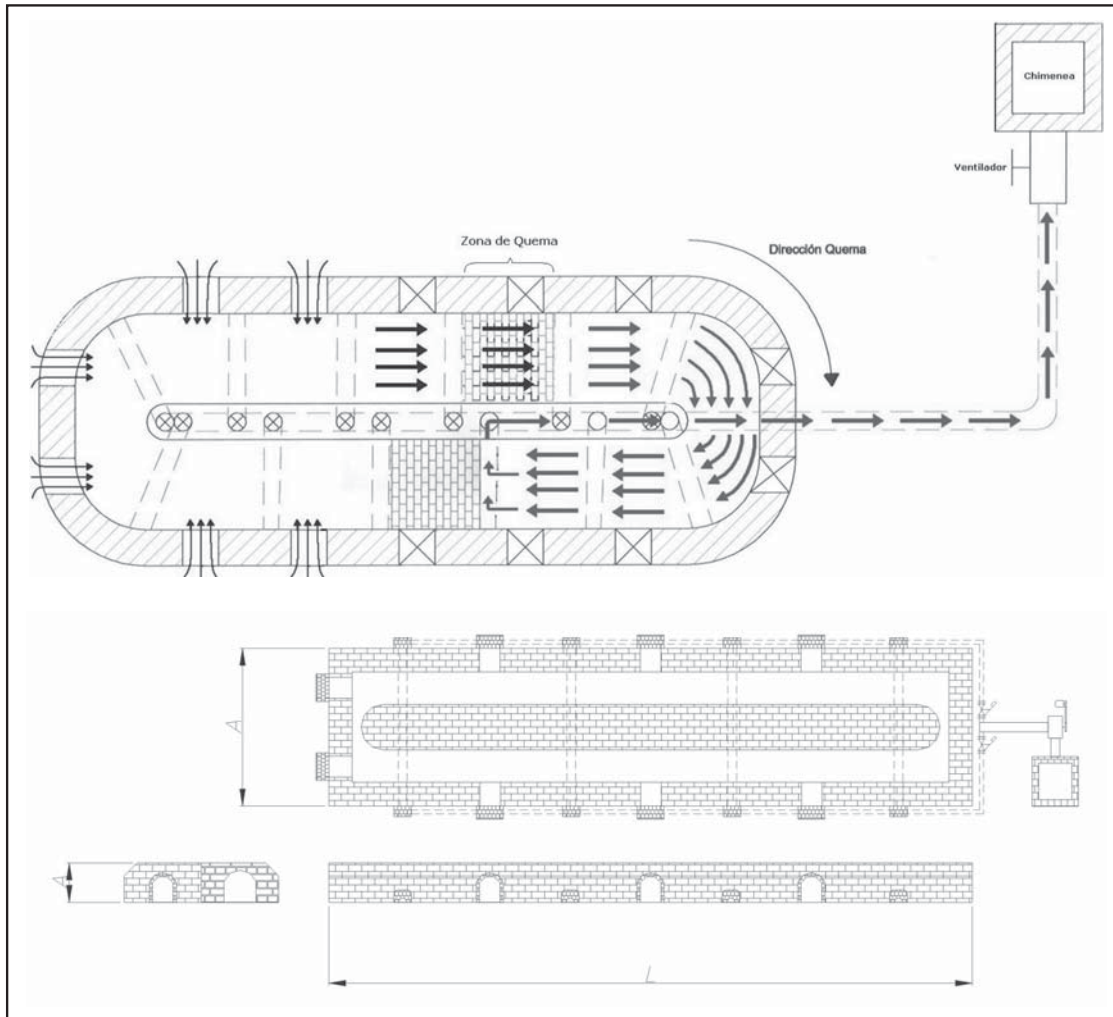 Chimenea
Ventilador
Zona de Quema
Dirección Quema
A
A
L